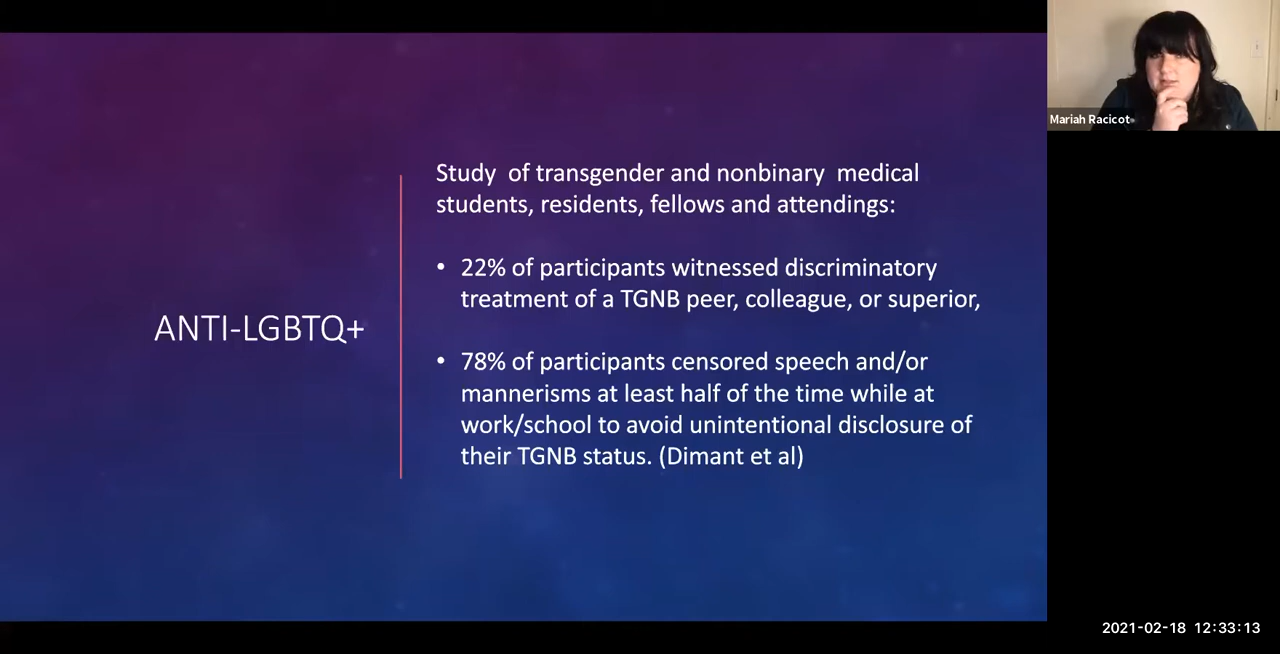 Mariah Racicot
Study of transgender and nonbinary medical
students, residents, fellows and attendings:
• 22% of participants witnessed discriminatory
treatment of a TGNB peer, colleague, or superior,
ANTI-LGBTQ+
• 78% of participants censored speech and/or
mannerisms at least half of the time while at
work/school to avoid unintentional disclosure of
their TGNB status. (Dimant et al)
2021-02-18 12:33:13